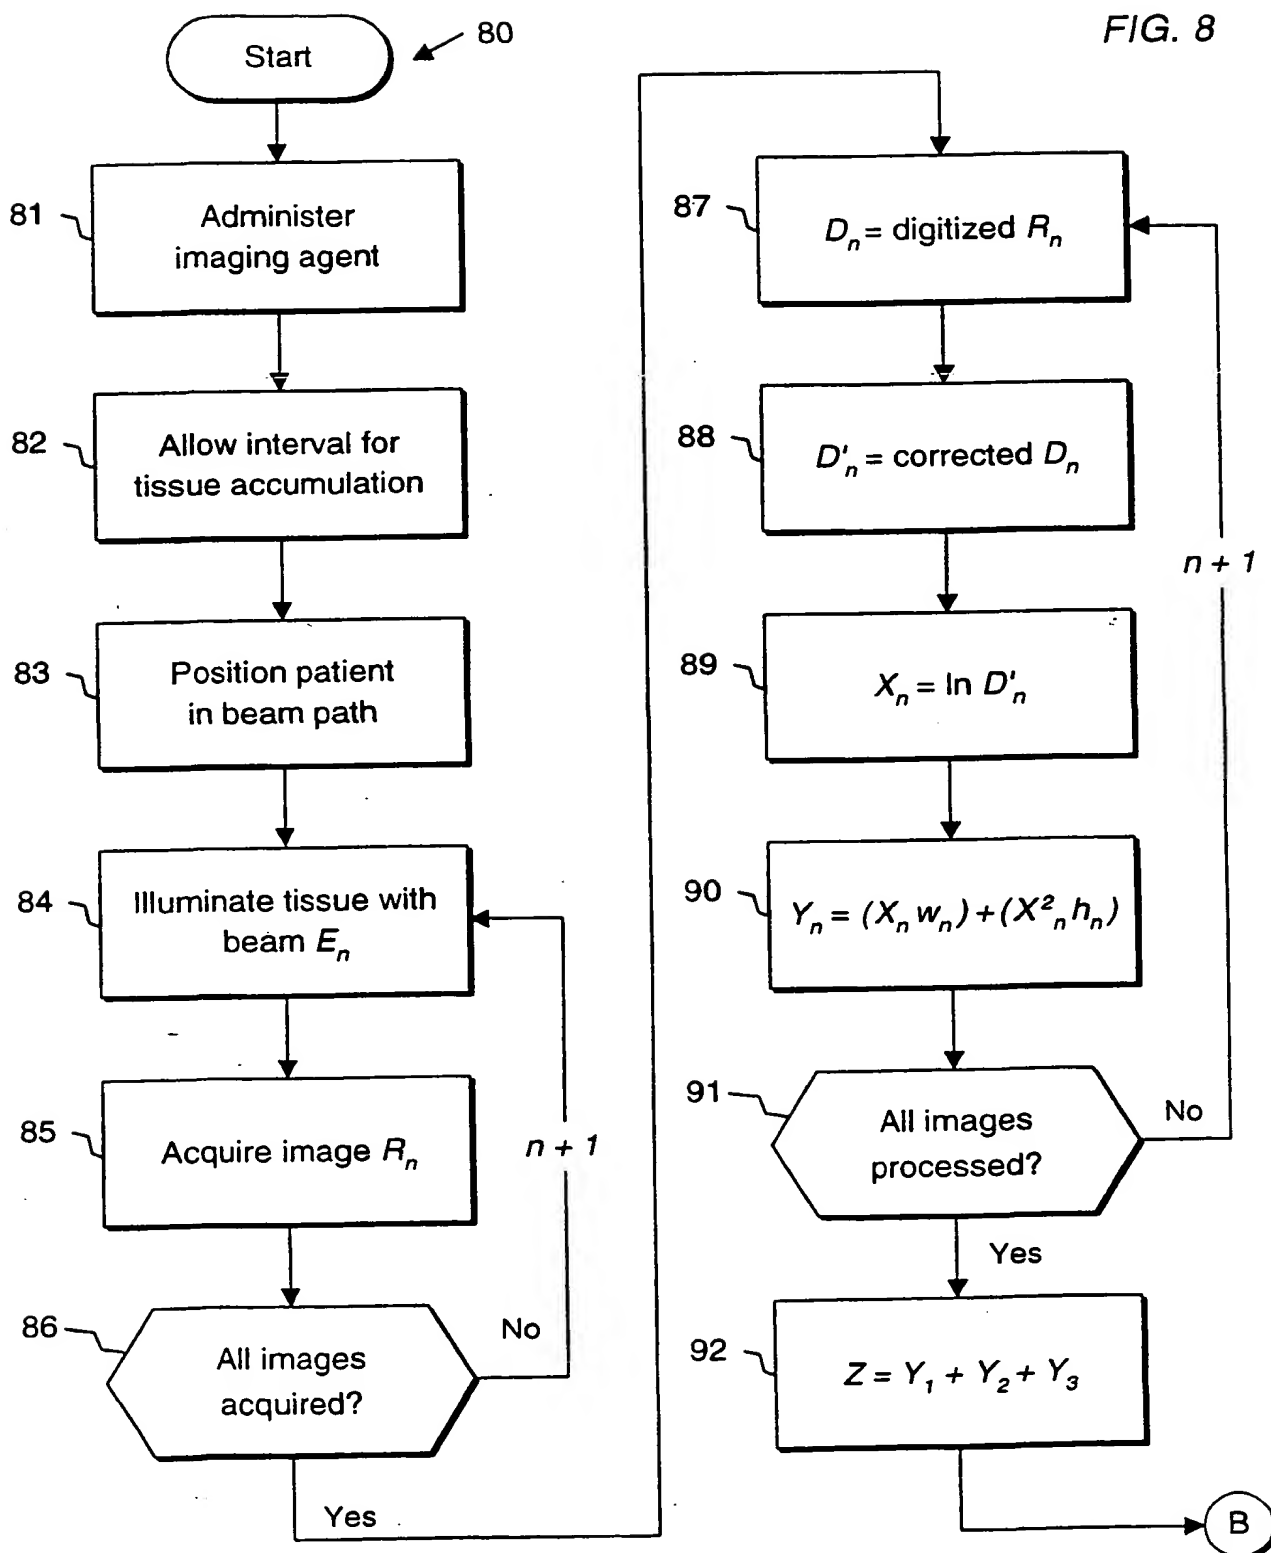 FIG. 8
Start
80
81
Administer
imaging agent
82
Allow interval for
tissue accumulation
83
Position patient
in beam path
84
Illuminate tissue with
beam Eₙ
85
Acquire image Rₙ
n + 1
86
All images
acquired?
No
Yes
87
Dₙ = digitized Rₙ
88
D'ₙ = corrected Dₙ
n + 1
89
Xₙ = ln D'ₙ
90
Yₙ = (Xₙ wₙ) + (X²ₙ hₙ)
91
All images
processed?
No
Yes
92
Z = Y₁ + Y₂ + Y₃
B